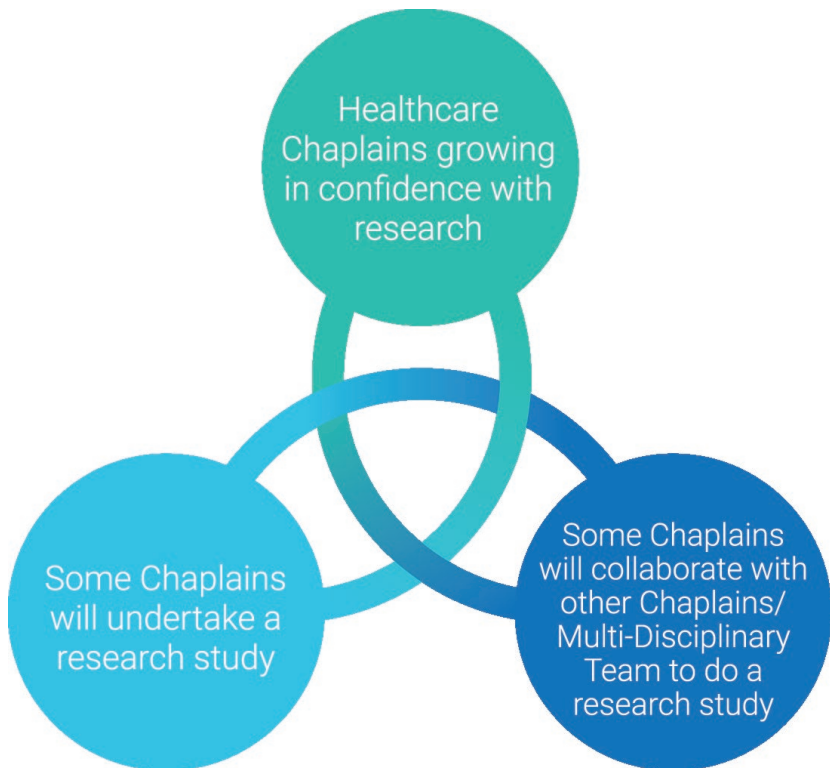 Healthcare
Chaplains growing
in confidence with
research
Some Chaplains
will undertake a
research study
Some Chaplains
will collaborate with
other Chaplains/
Multi-Disciplinary
Team to do a
research study